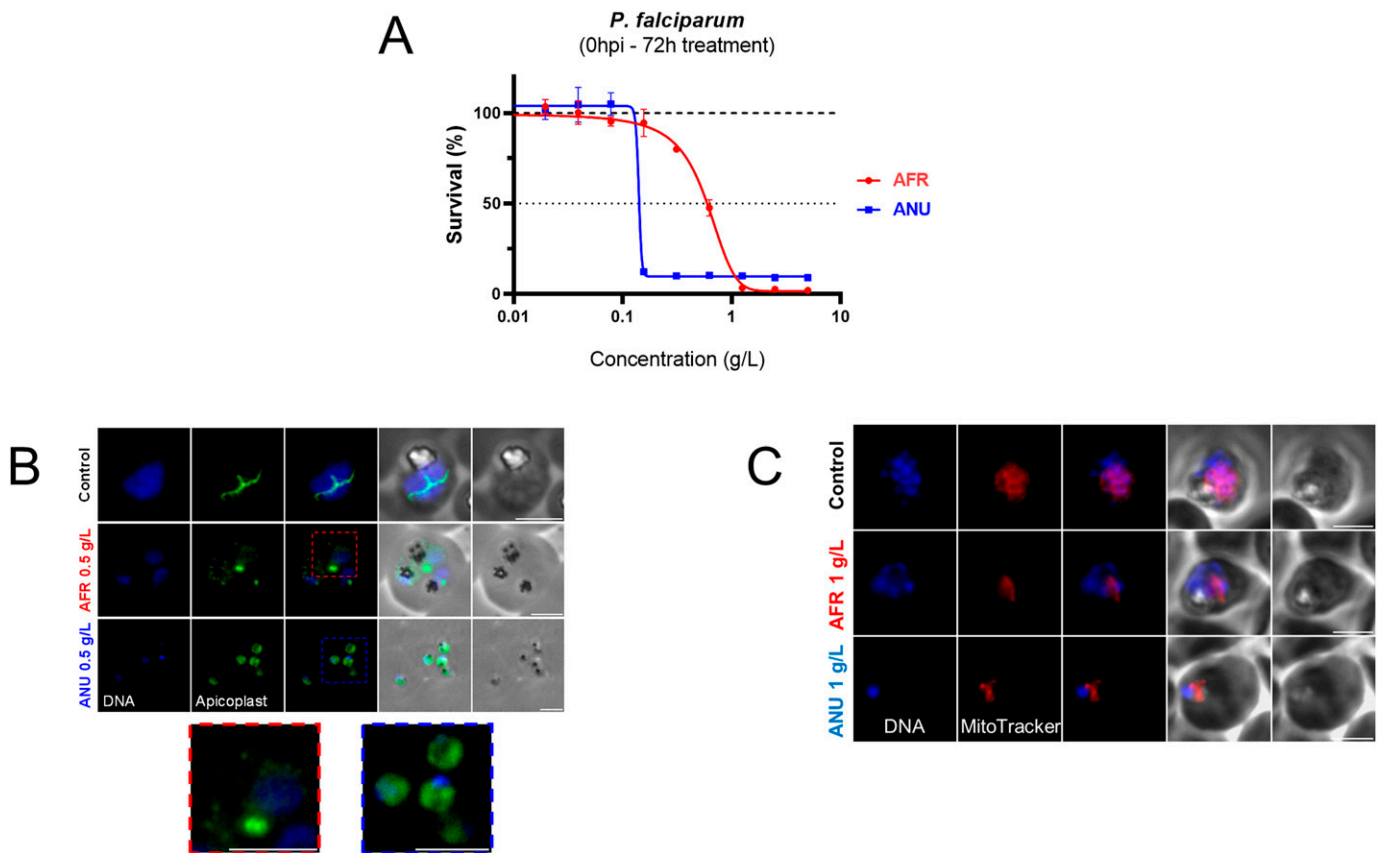 A
P. falciparum
(0hpi - 72h treatment)
Survival (%)
100
50
0
0.01
0.1
1
10
Concentration (g/L)
AFR
ANU
B
Control
AFR 0.5 g/L
ANU 0.5 g/L
DNA
Apicoplast
C
Control
AFR 1 g/L
ANU 1 g/L
DNA
MitoTracker